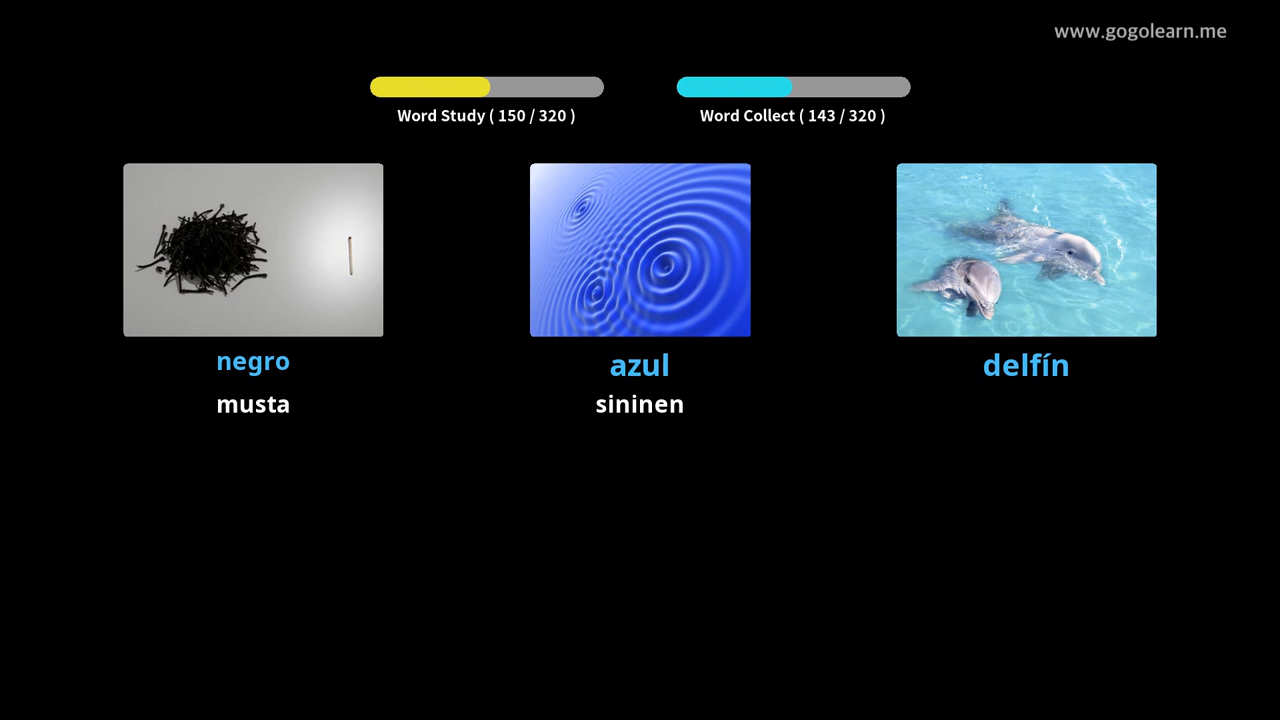 www.gogolearn.me
Word Study ( 150 / 320 )
Word Collect ( 143 / 320 )
negro
azul
delfín
musta
sininen